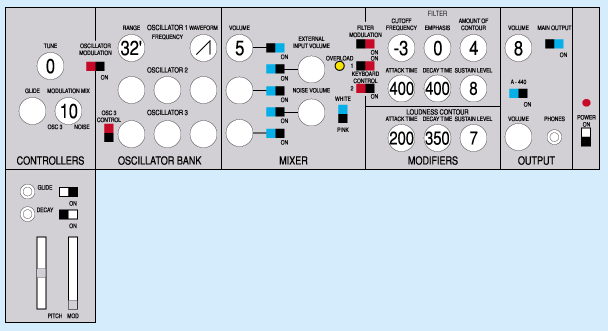 TUNE
0
OSCILLATOR
MODULATION
GLIDE
MODULATION MIX
10
OSC 3
NOISE
CONTROLLERS
RANGE
OSCILLATOR 1
WAVEFORM
FREQUENCY
32'
OSCILLATOR 2
OSC 3
CONTROL
OSCILLATOR 3
OSCILLATOR BANK
VOLUME
5
ON
EXTERNAL
INPUT VOLUME
ON
NOISE VOLUME
ON
ON
WHITE
PINK
ON
OVERLOAD
MIXER
FILTER
MODULATION
ON
1
KEYBOARD
CONTROL
2
ON
FILTER
CUTOFF
FREQUENCY
EMPHASIS
AMOUNT OF
CONTOUR
-3
0
4
ATTACK TIME
DECAY TIME
SUSTAIN LEVEL
400
400
8
LOUDNESS CONTOUR
ATTACK TIME
DECAY TIME
SUSTAIN LEVEL
200
350
7
MODIFIERS
VOLUME
MAIN OUTPUT
8
ON
A - 440
ON
VOLUME
PHONES
OUTPUT
POWER
ON
GLIDE
ON
DECAY
ON
PITCH
MOD